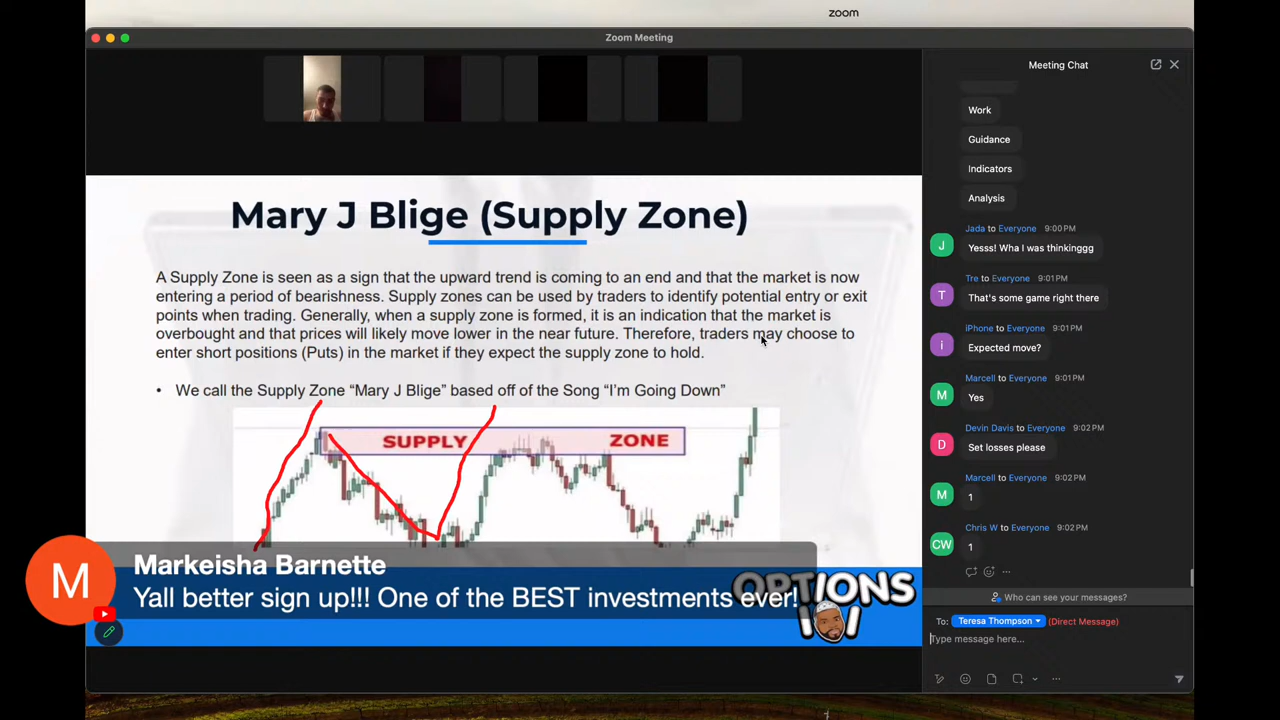 zoom
Zoom Meeting
Meeting Chat
Work
Guidance
Indicators
Analysis
Jada to Everyone 9:00 PM
J
Yesss! Wha I was thinkinggg
Tre to Everyone 9:01 PM
T
That's some game right there
iPhone to Everyone 9:01 PM
i
Expected move?
Marcell to Everyone 9:01 PM
M
Yes
Devin Davis to Everyone 9:02 PM
D
Set losses please
Marcell to Everyone 9:02 PM
M
1
Chris W to Everyone 9:02 PM
CW
1
Who can see your messages?
To: Teresa Thompson (Direct Message)
Type message here...
Mary J Blige (Supply Zone)
A Supply Zone is seen as a sign that the upward trend is coming to an end and that the market is now
entering a period of bearishness. Supply zones can be used by traders to identify potential entry or exit
points when trading. Generally, when a supply zone is formed, it is an indication that the market is
overbought and that prices will likely move lower in the near future. Therefore, traders may choose to
enter short positions (Puts) in the market if they expect the supply zone to hold.
• We call the Supply Zone “Mary J Blige” based off of the Song “I’m Going Down”
SUPPLY ZONE
M
Markeisha Barnette
Yall better sign up!!! One of the BEST investments ever!
OPTIONS